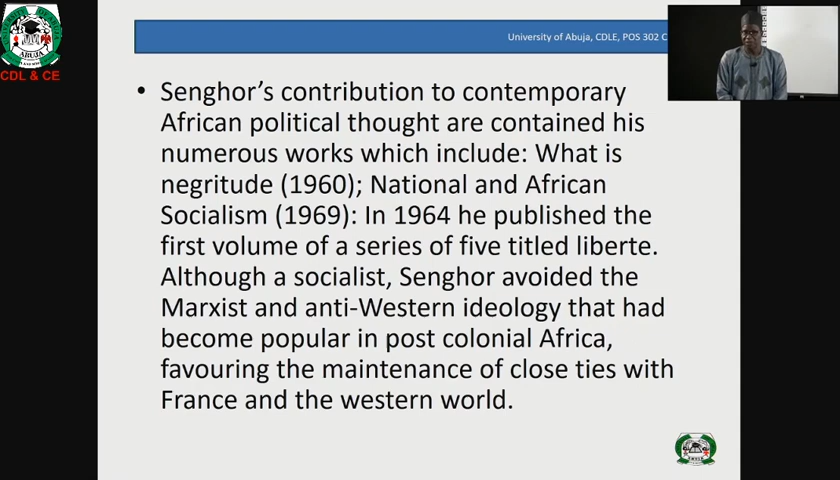 University of Abuja, CDLE, POS 302 C
ABUJA
CDL & CE
• Senghor's contribution to contemporary
African political thought are contained his
numerous works which include: What is
negritude (1960); National and African
Socialism (1969): In 1964 he published the
first volume of a series of five titled liberte.
Although a socialist, Senghor avoided the
Marxist and anti-Western ideology that had
become popular in post colonial Africa,
favouring the maintenance of close ties with
France and the western world.